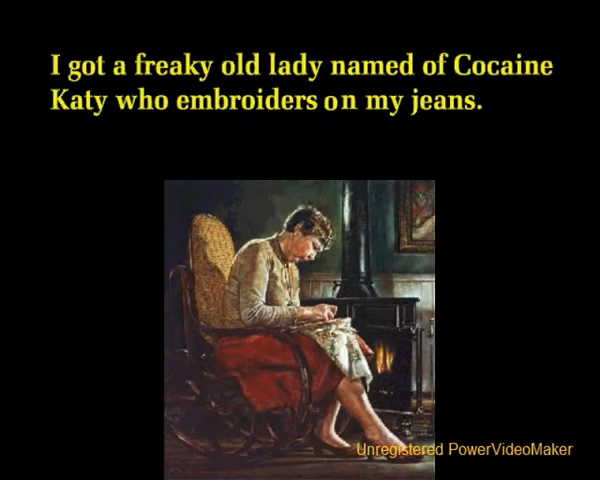 I got a freaky old lady named of Cocaine
Katy who embroiders on my jeans.
Unregistered PowerVideoMaker